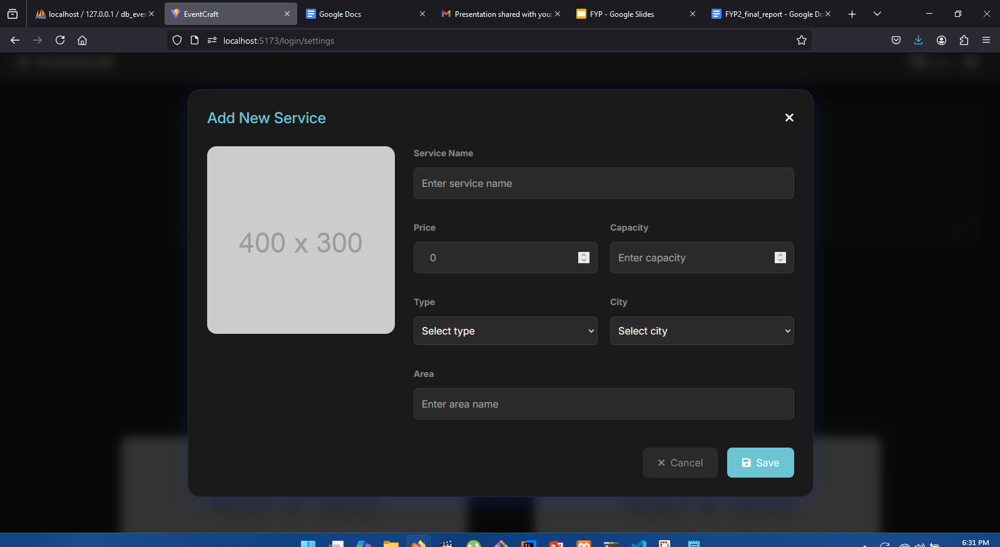 localhost / 127.0.0.1 / db_ever
EventCraft
Google Docs
Presentation shared with you:
FYP - Google Slides
FYP2_final_report - Google Do
localhost:5173/login/settings
Add New Service
400 x 300
Service Name
Enter service name
Price
Capacity
0
Enter capacity
Type
City
Select type
Select city
Area
Enter area name
Cancel
Save
6:31 PM